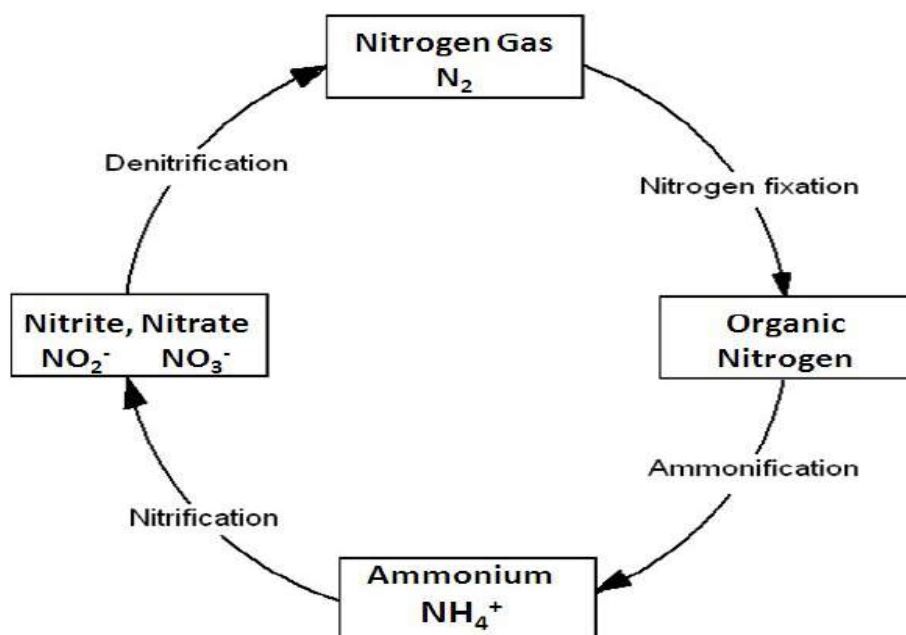 Nitrogen Gas
N₂
Denitrification
Nitrogen fixation
Nitrite, Nitrate
NO₂⁻ NO₃⁻
Organic
Nitrogen
Ammonification
Nitrification
Ammonium
NH₄⁺